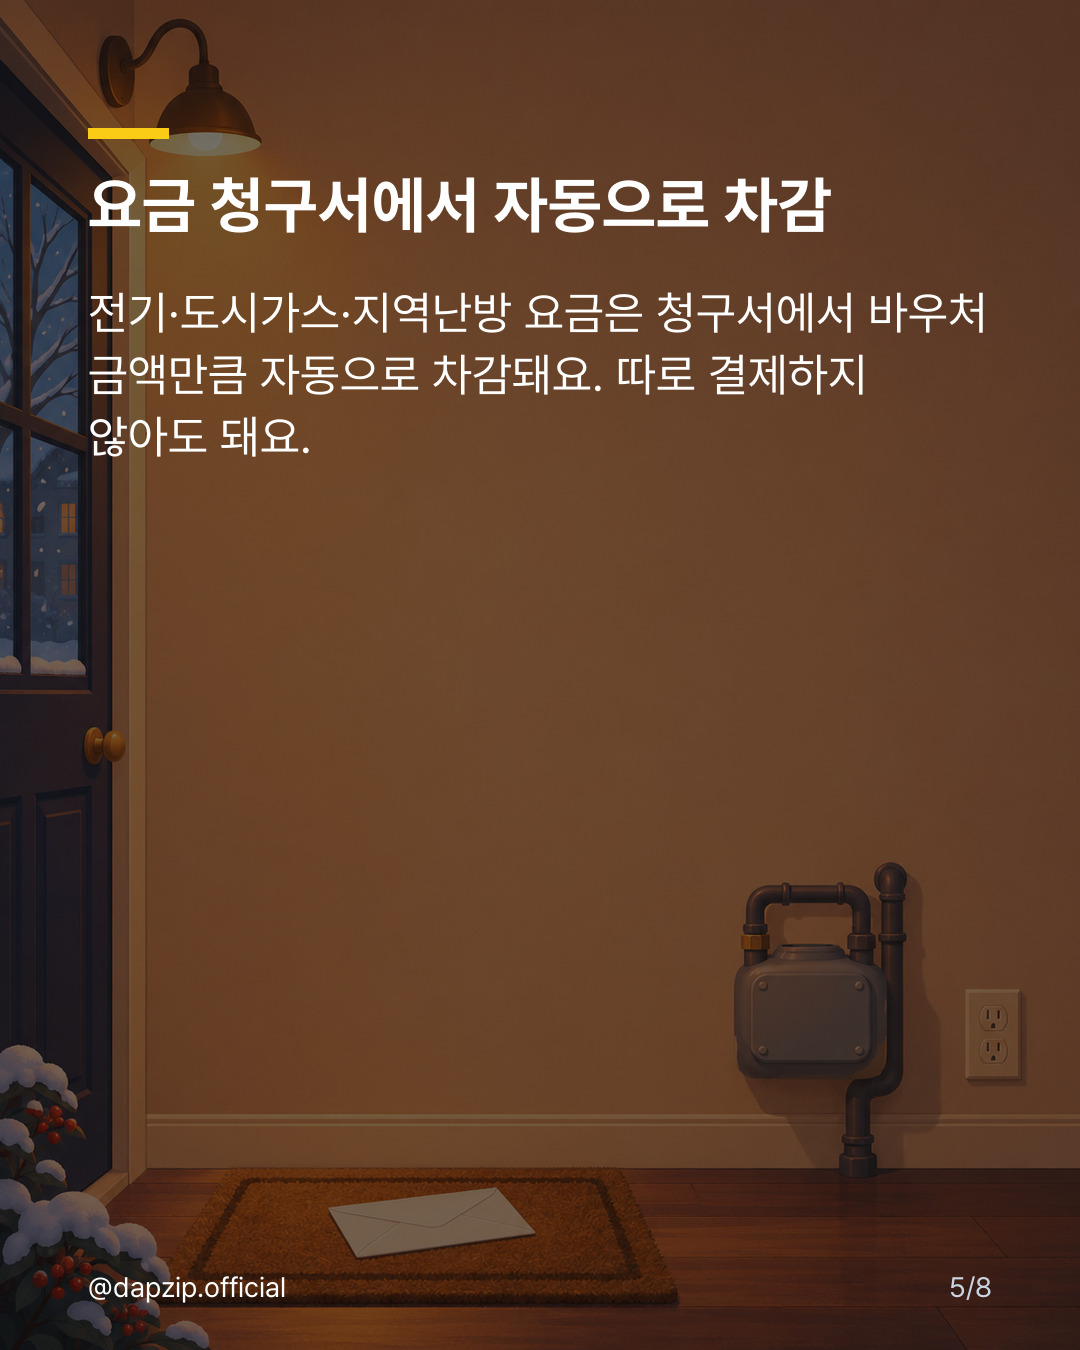 요금 청구서에서 자동으로 차감
전기·도시가스·지역난방 요금은 청구서에서 바우처
금액만큼 자동으로 차감돼요. 따로 결제하지
않아도 돼요.
@dapzip.official
5/8